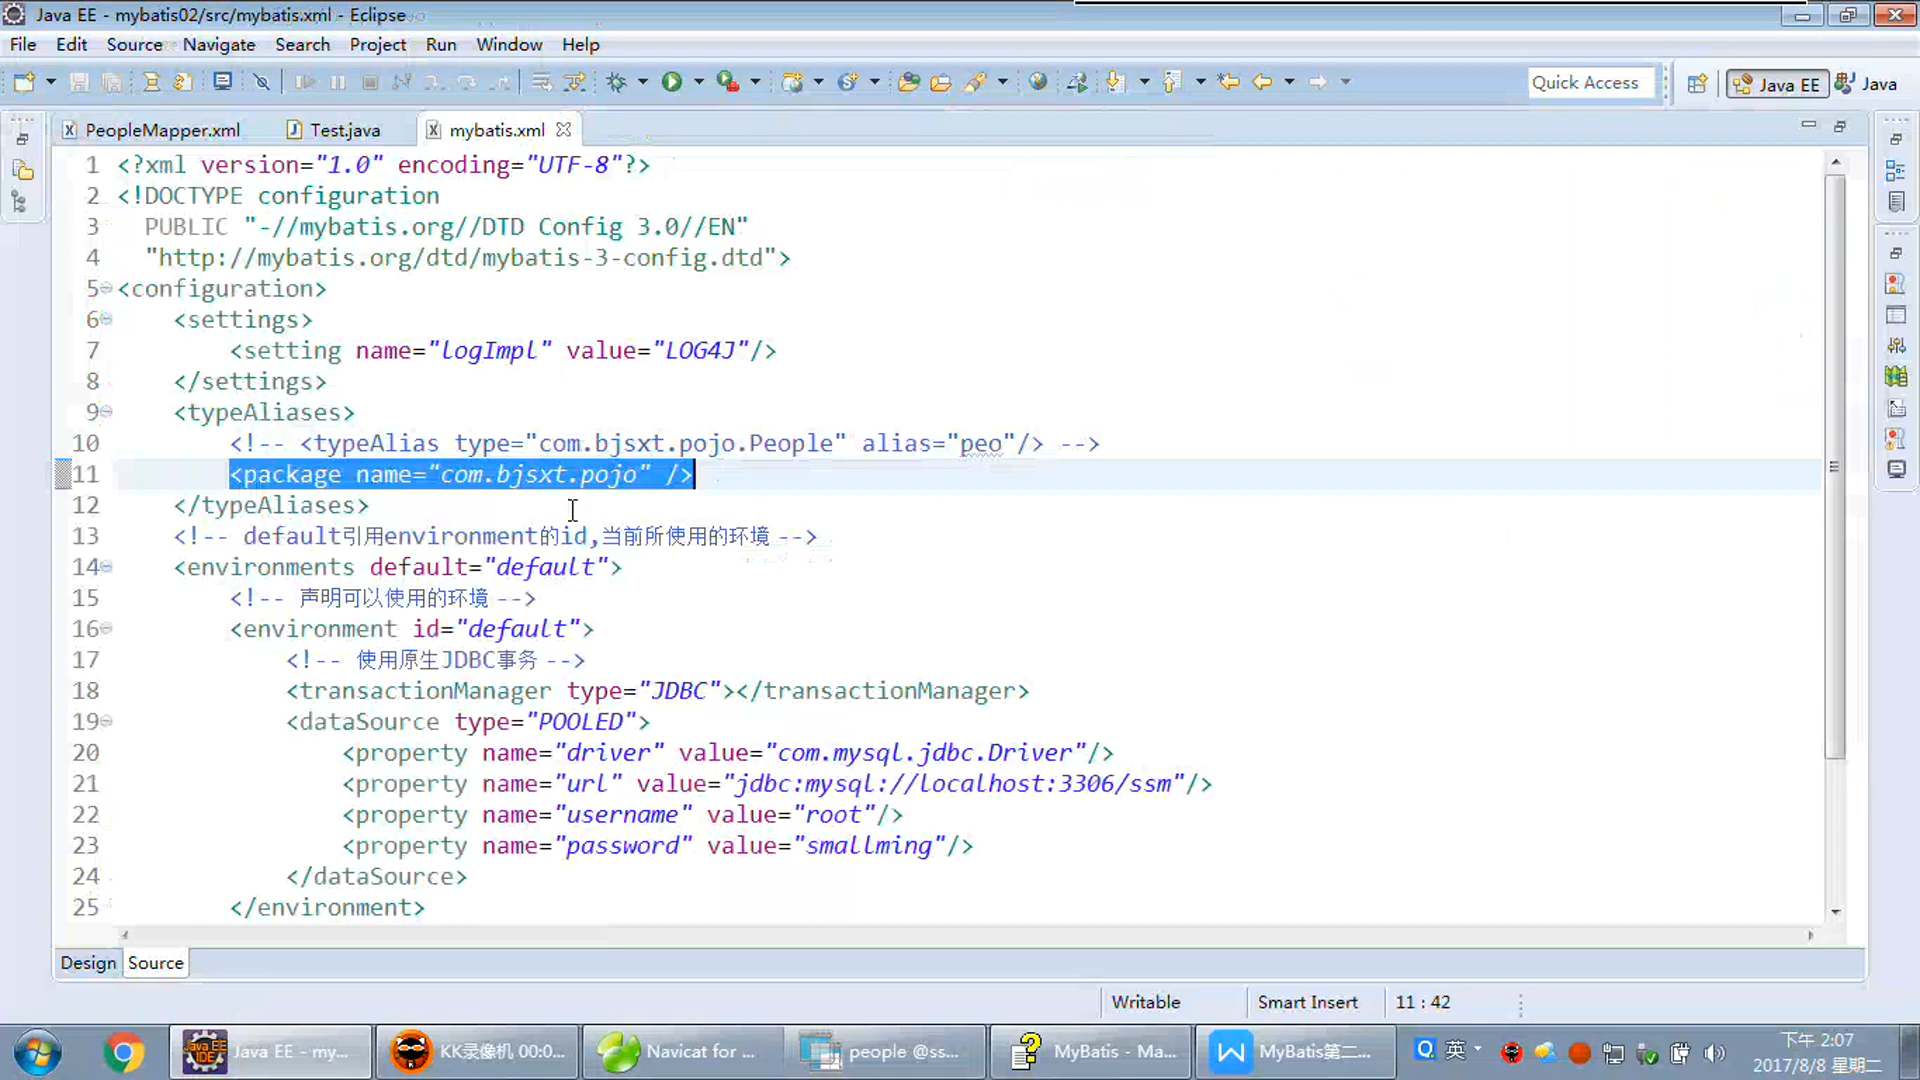 Java EE - mybatis02/src/mybatis.xml - Eclipse
File Edit Source Navigate Search Project Run Window Help
Quick Access
Java EE
Java
PeopleMapper.xml
Test.java
mybatis.xml
1 <?xml version="1.0" encoding="UTF-8"?>
2 <!DOCTYPE configuration
3 PUBLIC "-//mybatis.org//DTD Config 3.0//EN"
4 "http://mybatis.org/dtd/mybatis-3-config.dtd">
5 <configuration>
6 <settings>
7 <setting name="logImpl" value="LOG4J"/>
8 </settings>
9 <typeAliases>
10 <!-- <typeAlias type="com.bjsxt.pojo.People" alias="peo"/> -->
11 <package name="com.bjsxt.pojo" />
12 </typeAliases>
13 <!-- default引用environment的id,当前所使用的环境 -->
14 <environments default="default">
15 <!-- 声明可以使用的环境 -->
16 <environment id="default">
17 <!-- 使用原生JDBC事务 -->
18 <transactionManager type="JDBC"></transactionManager>
19 <dataSource type="POOLED">
20 <property name="driver" value="com.mysql.jdbc.Driver"/>
21 <property name="url" value="jdbc:mysql://localhost:3306/ssm"/>
22 <property name="username" value="root"/>
23 <property name="password" value="smallming"/>
24 </dataSource>
25 </environment>
Design Source
Writable Smart Insert 11 : 42
Java EE - my...
KK录像机 00:0...
Navicat for ...
people @ss...
MyBatis - Ma...
MyBatis第二...
英
下午 2:07
2017/8/8 星期二